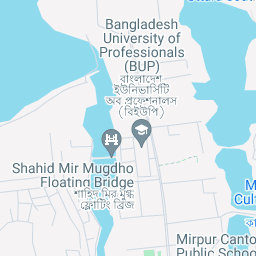 Bangladesh
University of
Professionals
(BUP)
বাংলাদেশ
ইউনিভার্সিটি
অব প্রফেশনালস
(বিইউপি)
Shahid Mir Mugdho
Floating Bridge
শহিদ মির মুগ্ধ
ফ্লোটিং ব্রিজ
Mirpur Canto
Public Schoo